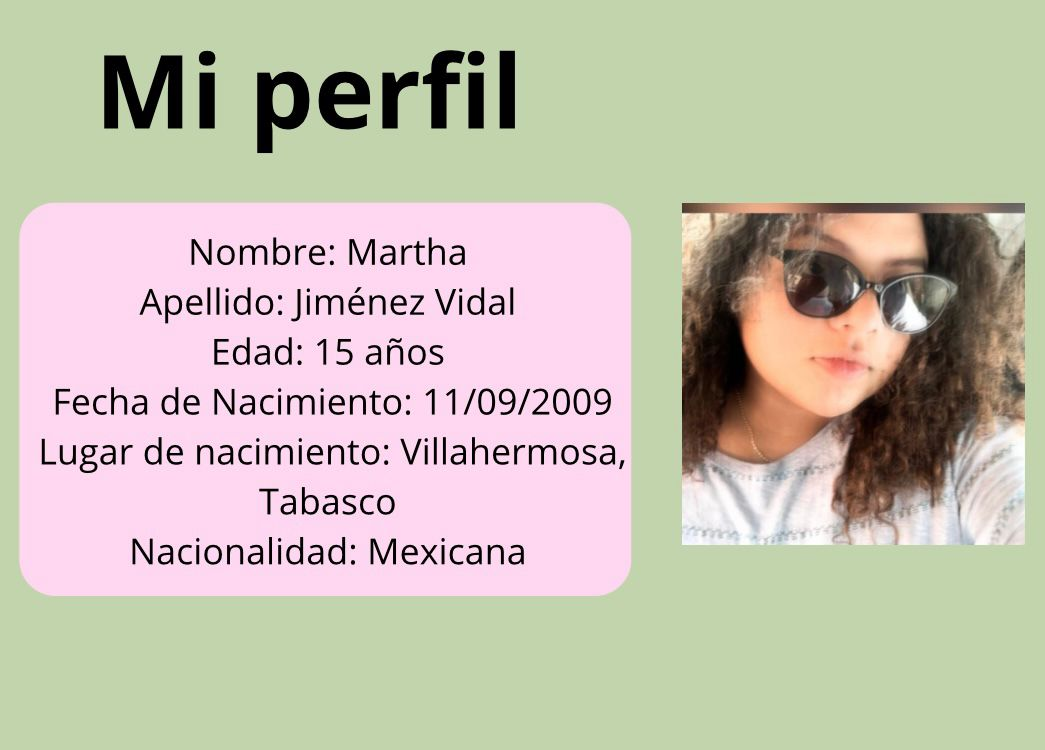 Mi perfil
Nombre: Martha
Apellido: Jiménez Vidal
Edad: 15 años
Fecha de Nacimiento: 11/09/2009
Lugar de nacimiento: Villahermosa,
Tabasco
Nacionalidad: Mexicana